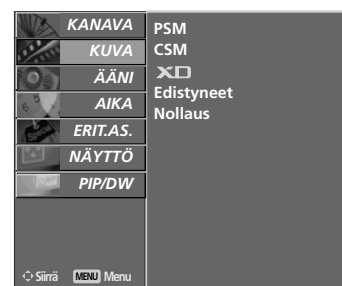 KANAVA
KUVA
ÄÄNI
AIKA
ERIT.AS.
NÄYTTÖ
PIP/DW
PSM
CSM
XD
Edistyneet
Nollaus
Siirrä MENU Menu